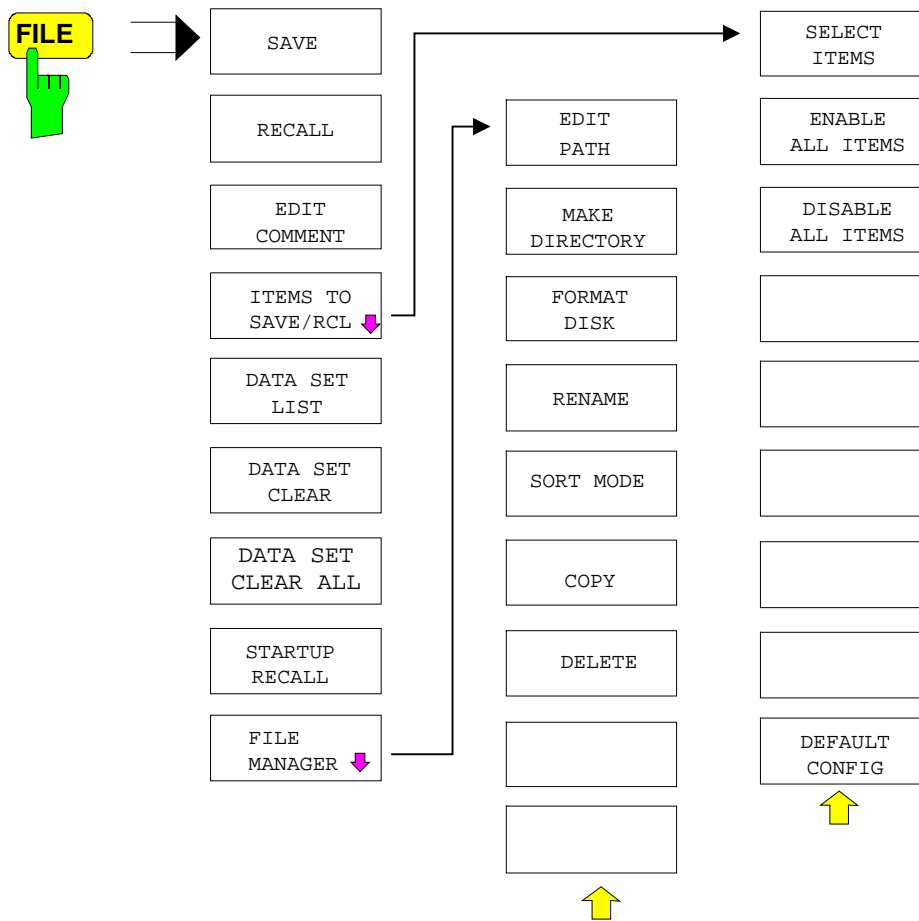 FILE
SAVE
RECALL
EDIT
COMMENT
ITEMS TO
SAVE/RCL
DATA SET
LIST
DATA SET
CLEAR
DATA SET
CLEAR ALL
STARTUP
RECALL
FILE
MANAGER
EDIT
PATH
MAKE
DIRECTORY
FORMAT
DISK
RENAME
SORT MODE
COPY
DELETE
SELECT
ITEMS
ENABLE
ALL ITEMS
DISABLE
ALL ITEMS
DEFAULT
CONFIG